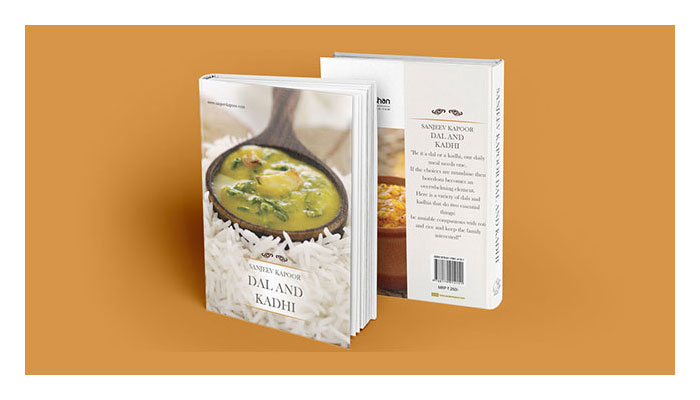 www.sanjeevkapoor.com
SANJEEV KAPOOR
DAL AND
KADHI
han
SANJEEV KAPOOR
DAL AND
KADHI
"Be it a dal or a kadhi, our daily
meal needs one.
If the choices are mundane then
boredom becomes an
overwhelming element.
Here is a variety of dals and
kadhis that do two essential
things:
be amiable companions with roti
and rice and keep the family
interested!"
SANJEEV KAPOOR DAL AND KADHI